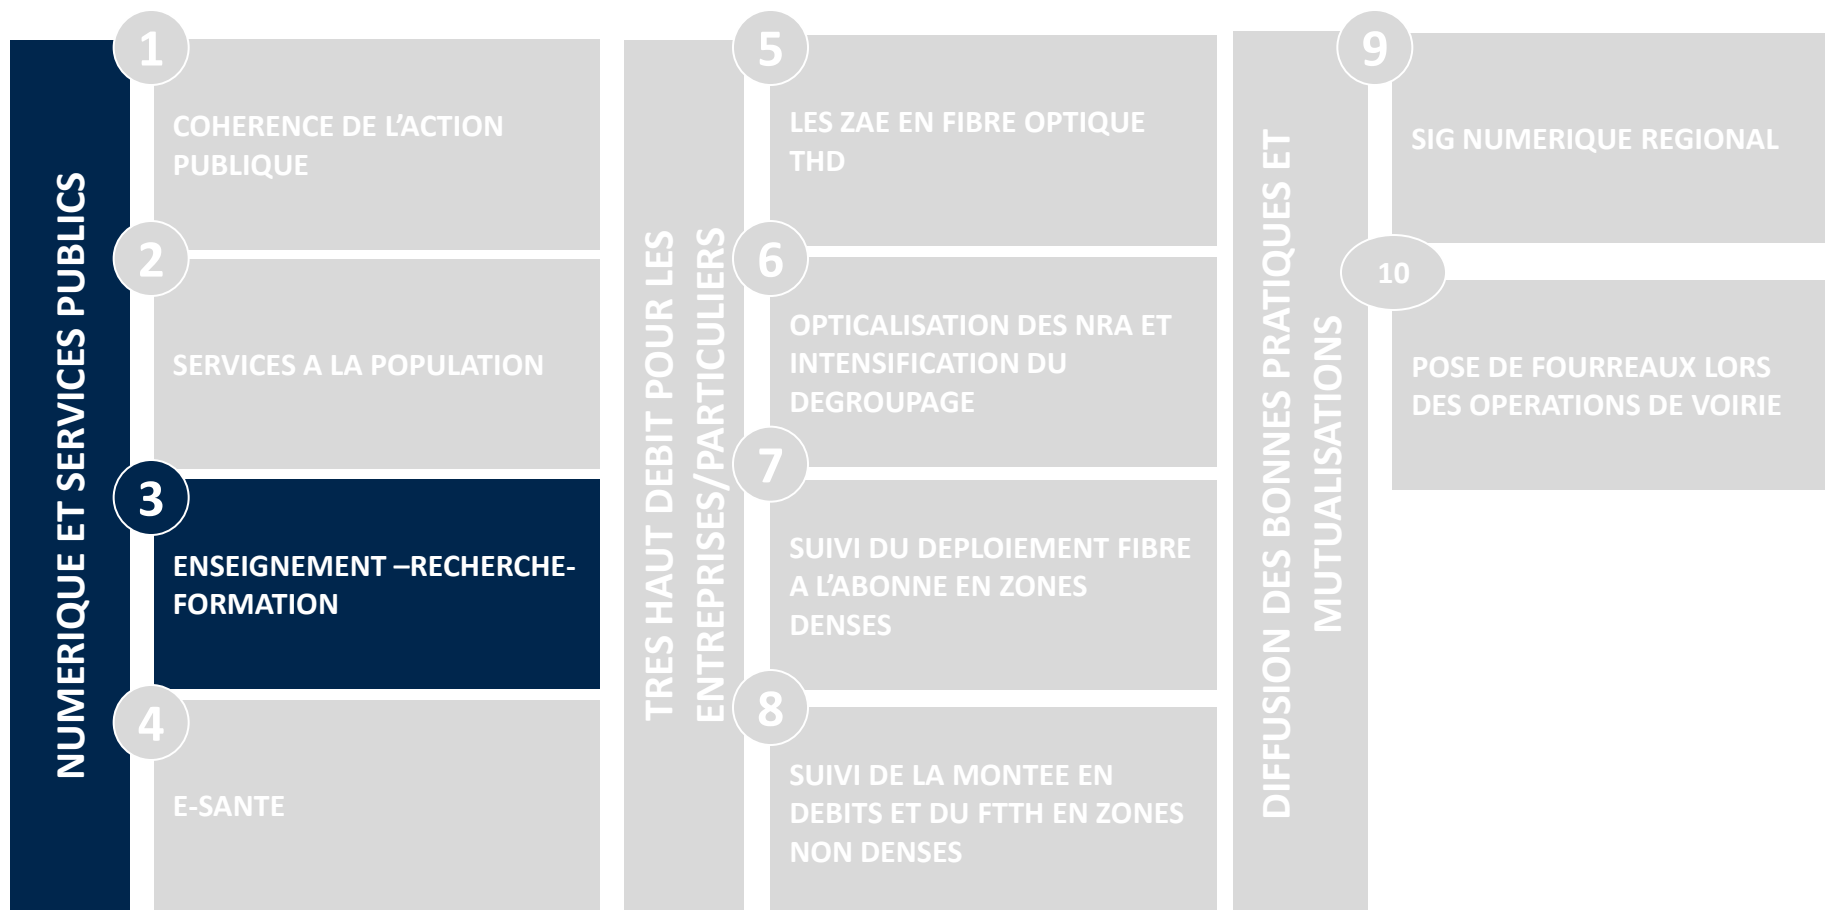 NUMERIQUE ET SERVICES PUBLICS
1
COHERENCE DE L’ACTION
PUBLIQUE
2
SERVICES A LA POPULATION
3
ENSEIGNEMENT –RECHERCHE-
FORMATION
4
E-SANTE
TRES HAUT DEBIT POUR LES
ENTREPRISES/PARTICULIERS
5
LES ZAE EN FIBRE OPTIQUE
THD
6
OPTICALISATION DES NRA ET
INTENSIFICATION DU
DEGROUPAGE
7
SUIVI DU DEPLOIEMENT FIBRE
A L’ABONNE EN ZONES
DENSES
8
SUIVI DE LA MONTEE EN
DEBITS ET DU FTTH EN ZONES
NON DENSES
DIFFUSION DES BONNES PRATIQUES ET
MUTUALISATIONS
9
SIG NUMERIQUE REGIONAL
10
POSE DE FOURREAUX LORS
DES OPERATIONS DE VOIRIE